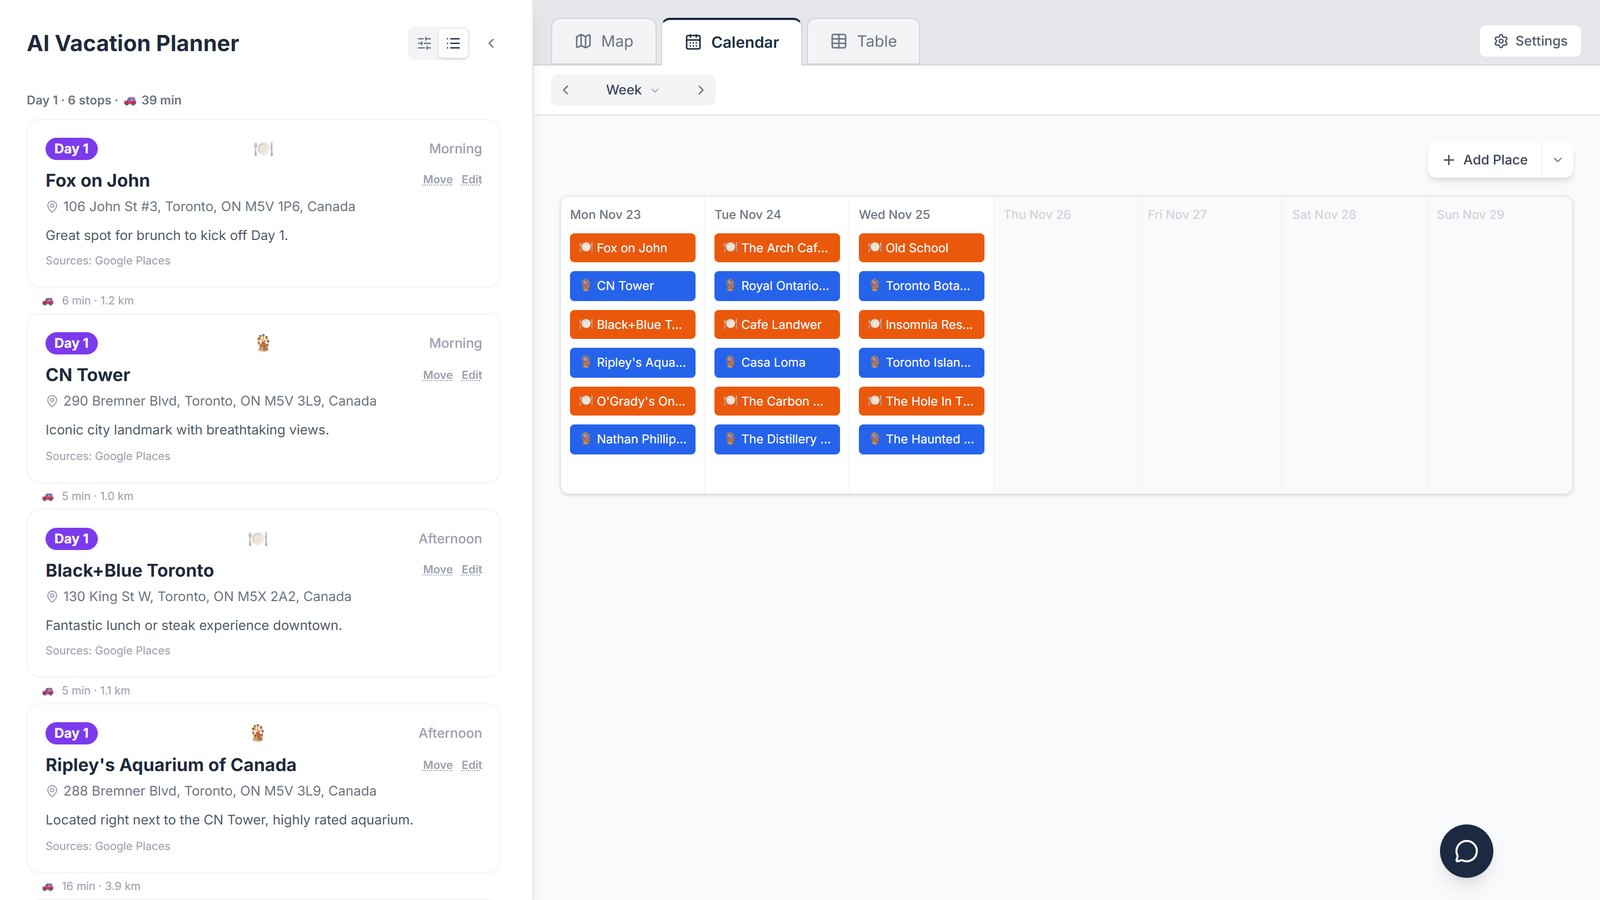 AI Vacation Planner
Day 1 · 6 stops · 39 min
Day 1
Morning
Fox on John
Move Edit
106 John St #3, Toronto, ON M5V 1P6, Canada
Great spot for brunch to kick off Day 1.
Sources: Google Places
6 min · 1.2 km
Day 1
Morning
CN Tower
Move Edit
290 Bremner Blvd, Toronto, ON M5V 3L9, Canada
Iconic city landmark with breathtaking views.
Sources: Google Places
5 min · 1.0 km
Day 1
Afternoon
Black+Blue Toronto
Move Edit
130 King St W, Toronto, ON M5X 2A2, Canada
Fantastic lunch or steak experience downtown.
Sources: Google Places
5 min · 1.1 km
Day 1
Afternoon
Ripley's Aquarium of Canada
Move Edit
288 Bremner Blvd, Toronto, ON M5V 3L9, Canada
Located right next to the CN Tower, highly rated aquarium.
Sources: Google Places
16 min · 3.9 km
Map
Calendar
Table
Settings
Week
Add Place
Mon Nov 23
Fox on John
CN Tower
Black+Blue T...
Ripley's Aqua...
O'Grady's On...
Nathan Phillip...
Tue Nov 24
The Arch Caf...
Royal Ontario...
Cafe Landwer
Casa Loma
The Carbon ...
The Distillery ...
Wed Nov 25
Old School
Toronto Bota...
Insomnia Res...
Toronto Islan...
The Hole In T...
The Haunted ...
Thu Nov 26
Fri Nov 27
Sat Nov 28
Sun Nov 29